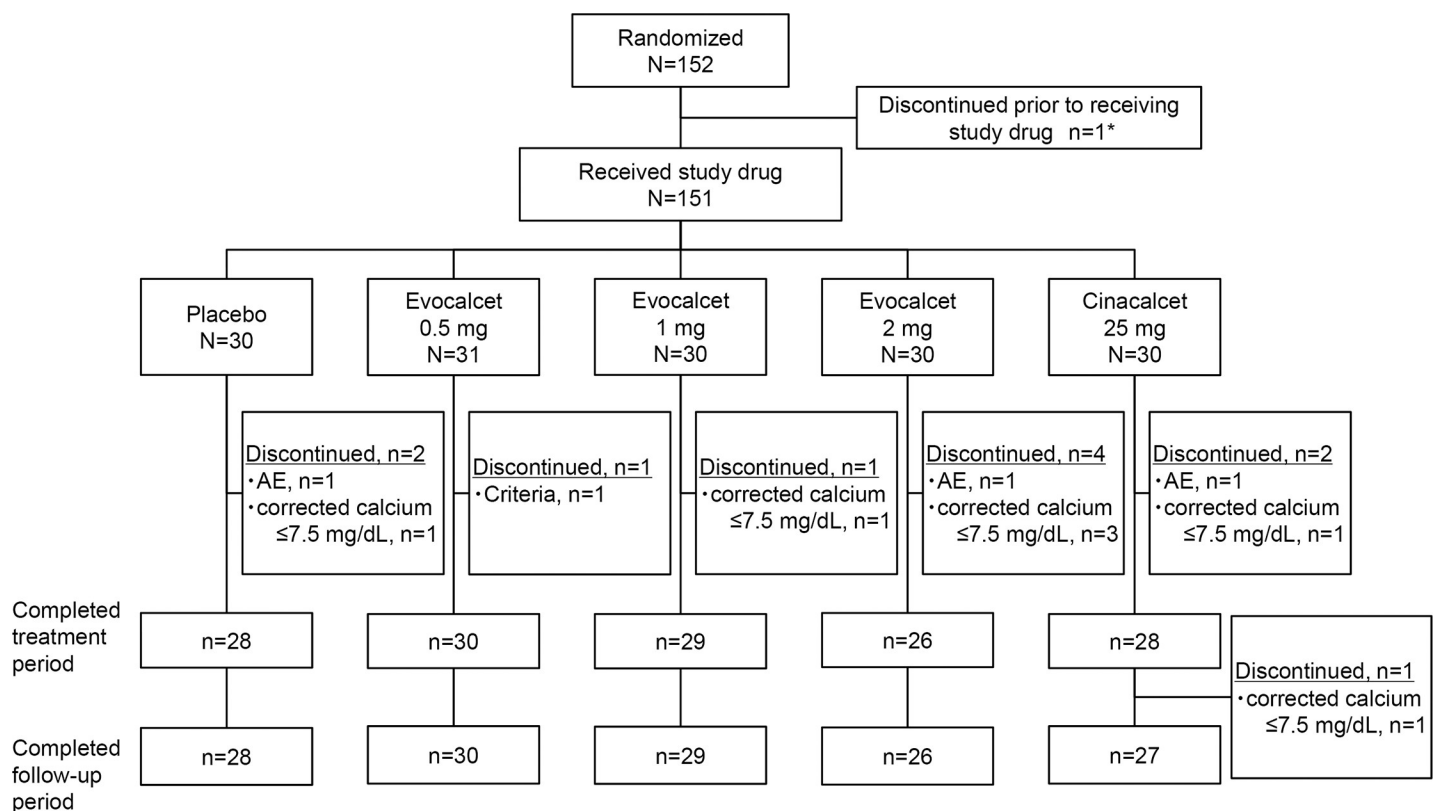 Randomized
N=152
Discontinued prior to receiving
study drug n=1*
Received study drug
N=151
Placebo
N=30
Evocalcet
0.5 mg
N=31
Evocalcet
1 mg
N=30
Evocalcet
2 mg
N=30
Cinacalcet
25 mg
N=30
Discontinued, n=2
・AE, n=1
・corrected calcium
≤7.5 mg/dL, n=1
Discontinued, n=1
・Criteria, n=1
Discontinued, n=1
・corrected calcium
≤7.5 mg/dL, n=1
Discontinued, n=4
・AE, n=1
・corrected calcium
≤7.5 mg/dL, n=3
Discontinued, n=2
・AE, n=1
・corrected calcium
≤7.5 mg/dL, n=1
Completed
treatment
period
n=28
n=30
n=29
n=26
n=28
Discontinued, n=1
・corrected calcium
≤7.5 mg/dL, n=1
Completed
follow-up
period
n=28
n=30
n=29
n=26
n=27